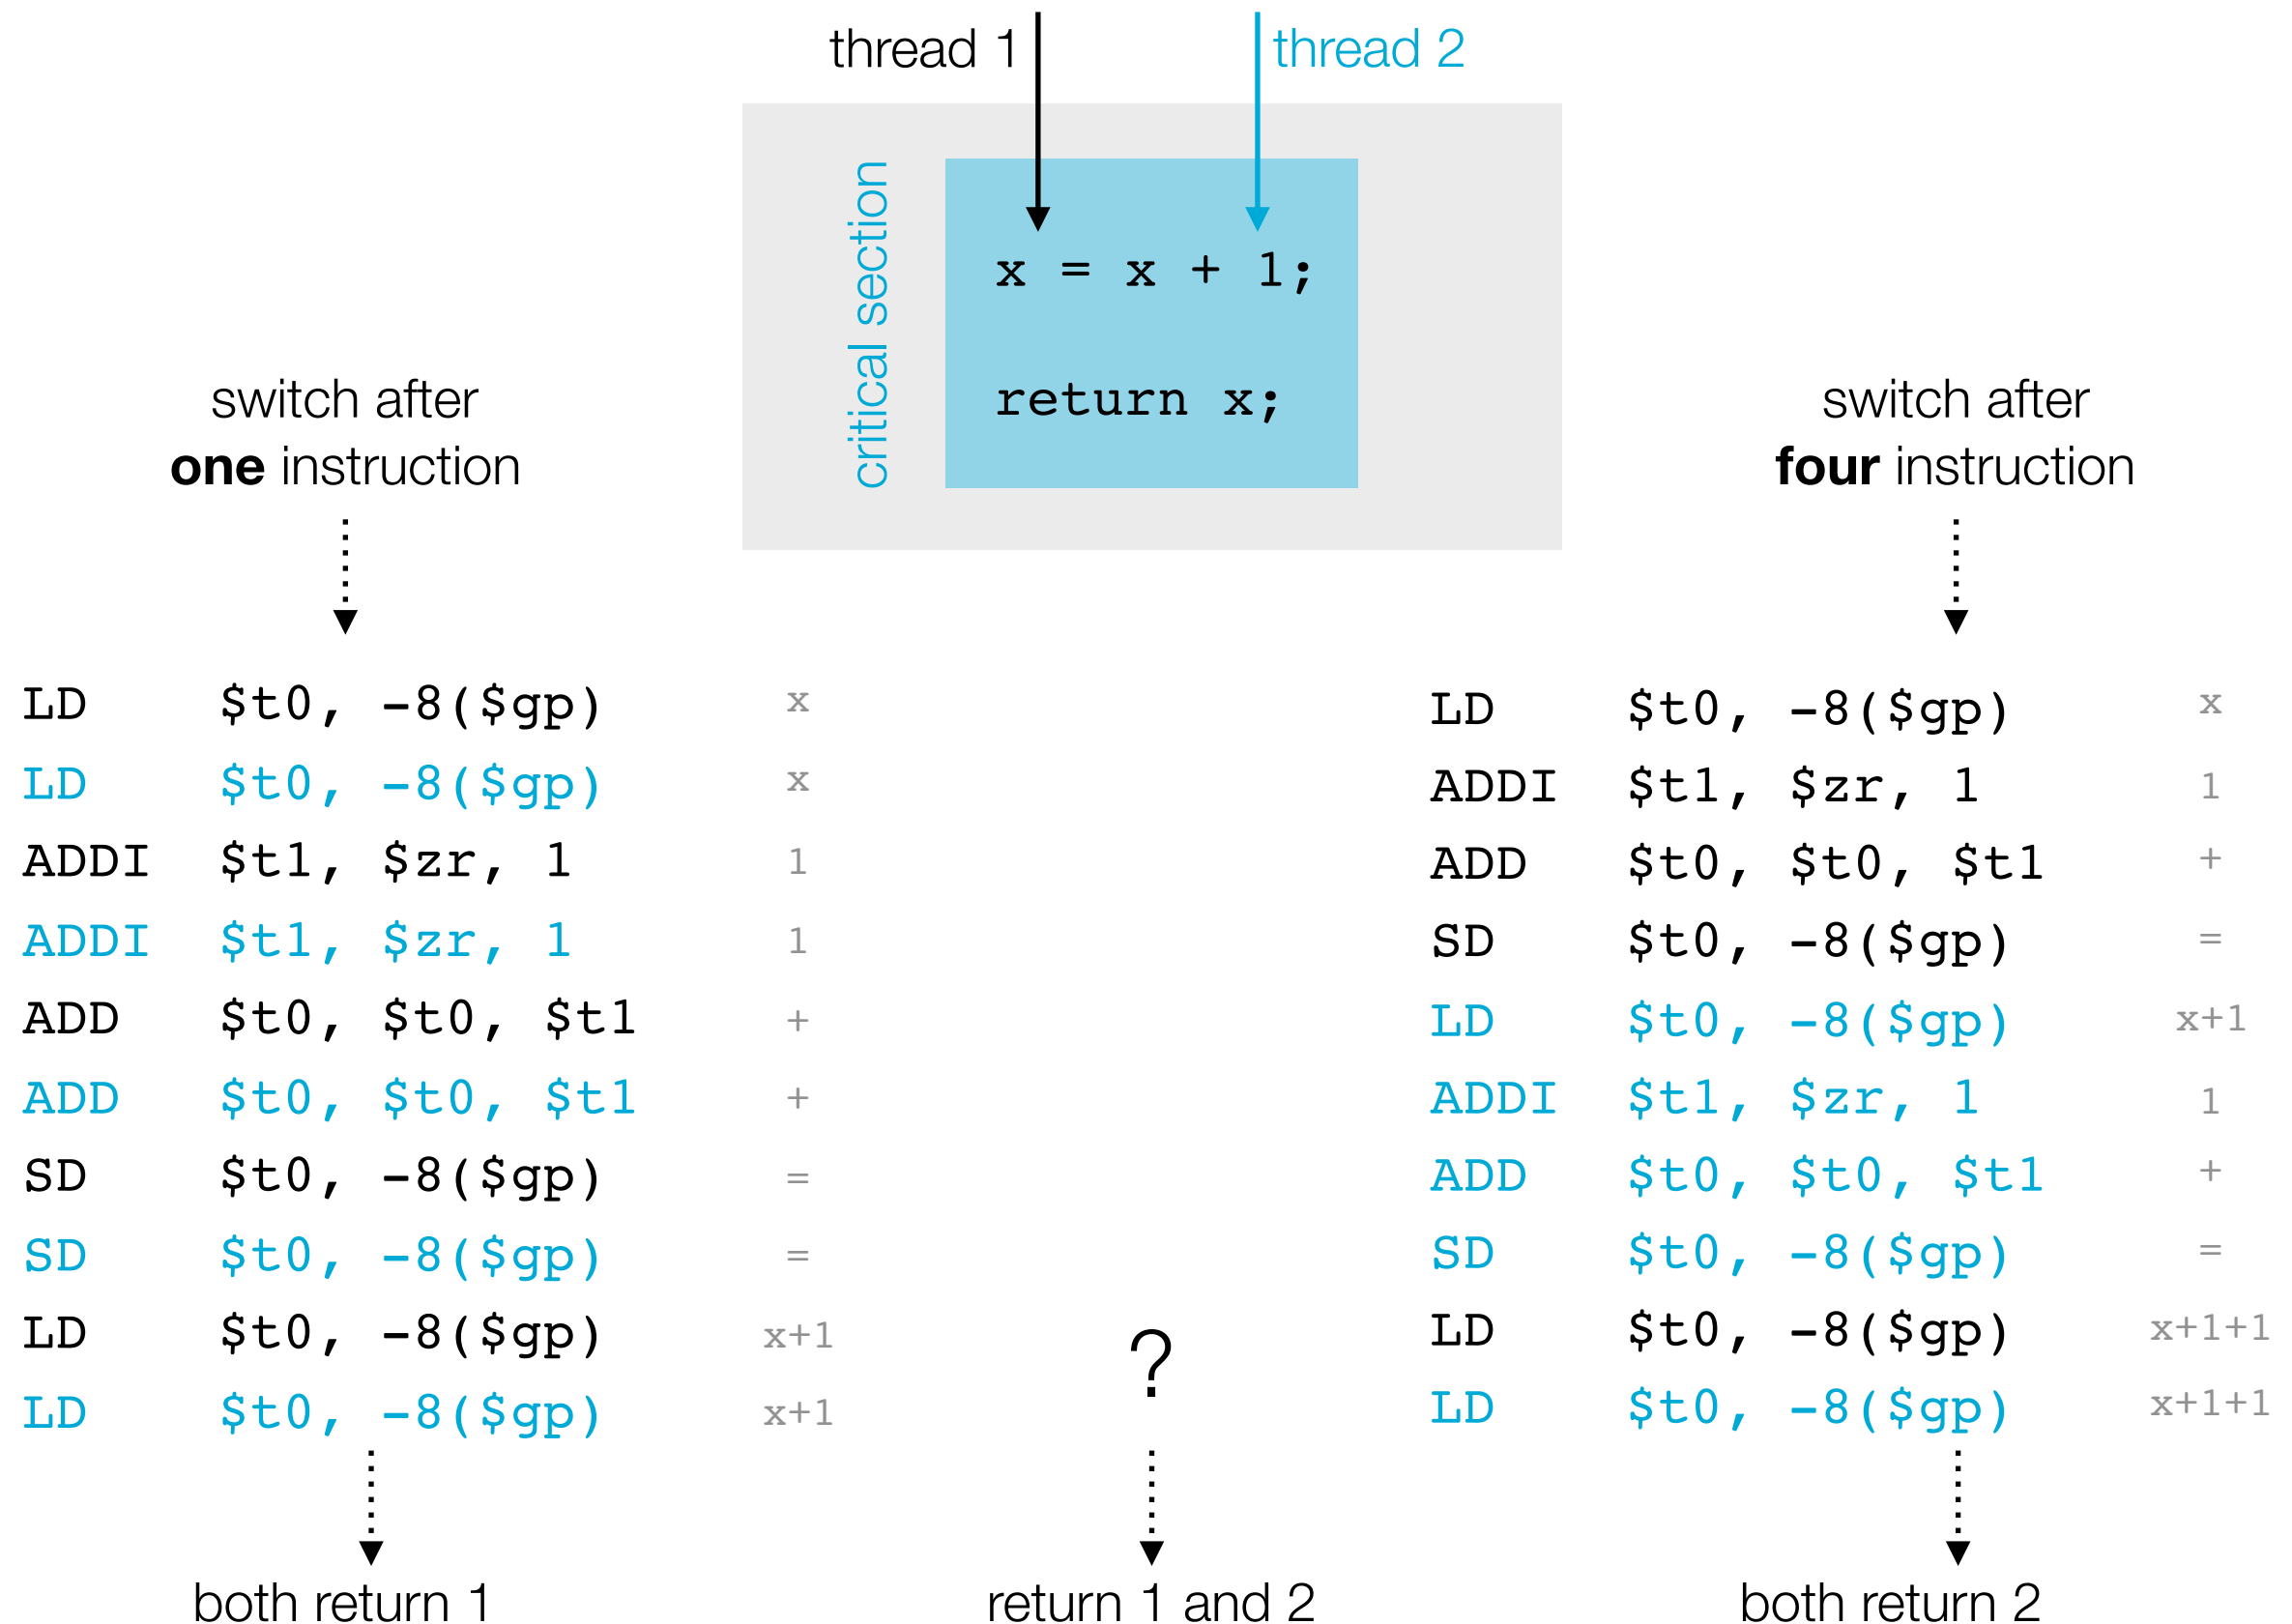 thread 1
thread 2
critical section
x = x + 1;
return x;
switch after
one instruction
LD $t0, -8($gp) x
LD $t0, -8($gp) x
ADDI $t1, $zr, 1 1
ADDI $t1, $zr, 1 1
ADD $t0, $t0, $t1 +
ADD $t0, $t0, $t1 +
SD $t0, -8($gp) =
SD $t0, -8($gp) =
LD $t0, -8($gp) x+1
LD $t0, -8($gp) x+1
both return 1
?
return 1 and 2
switch after
four instruction
LD $t0, -8($gp) x
ADDI $t1, $zr, 1 1
ADD $t0, $t0, $t1 +
SD $t0, -8($gp) =
LD $t0, -8($gp) x+1
ADDI $t1, $zr, 1 1
ADD $t0, $t0, $t1 +
SD $t0, -8($gp) =
LD $t0, -8($gp) x+1+1
LD $t0, -8($gp) x+1+1
both return 2